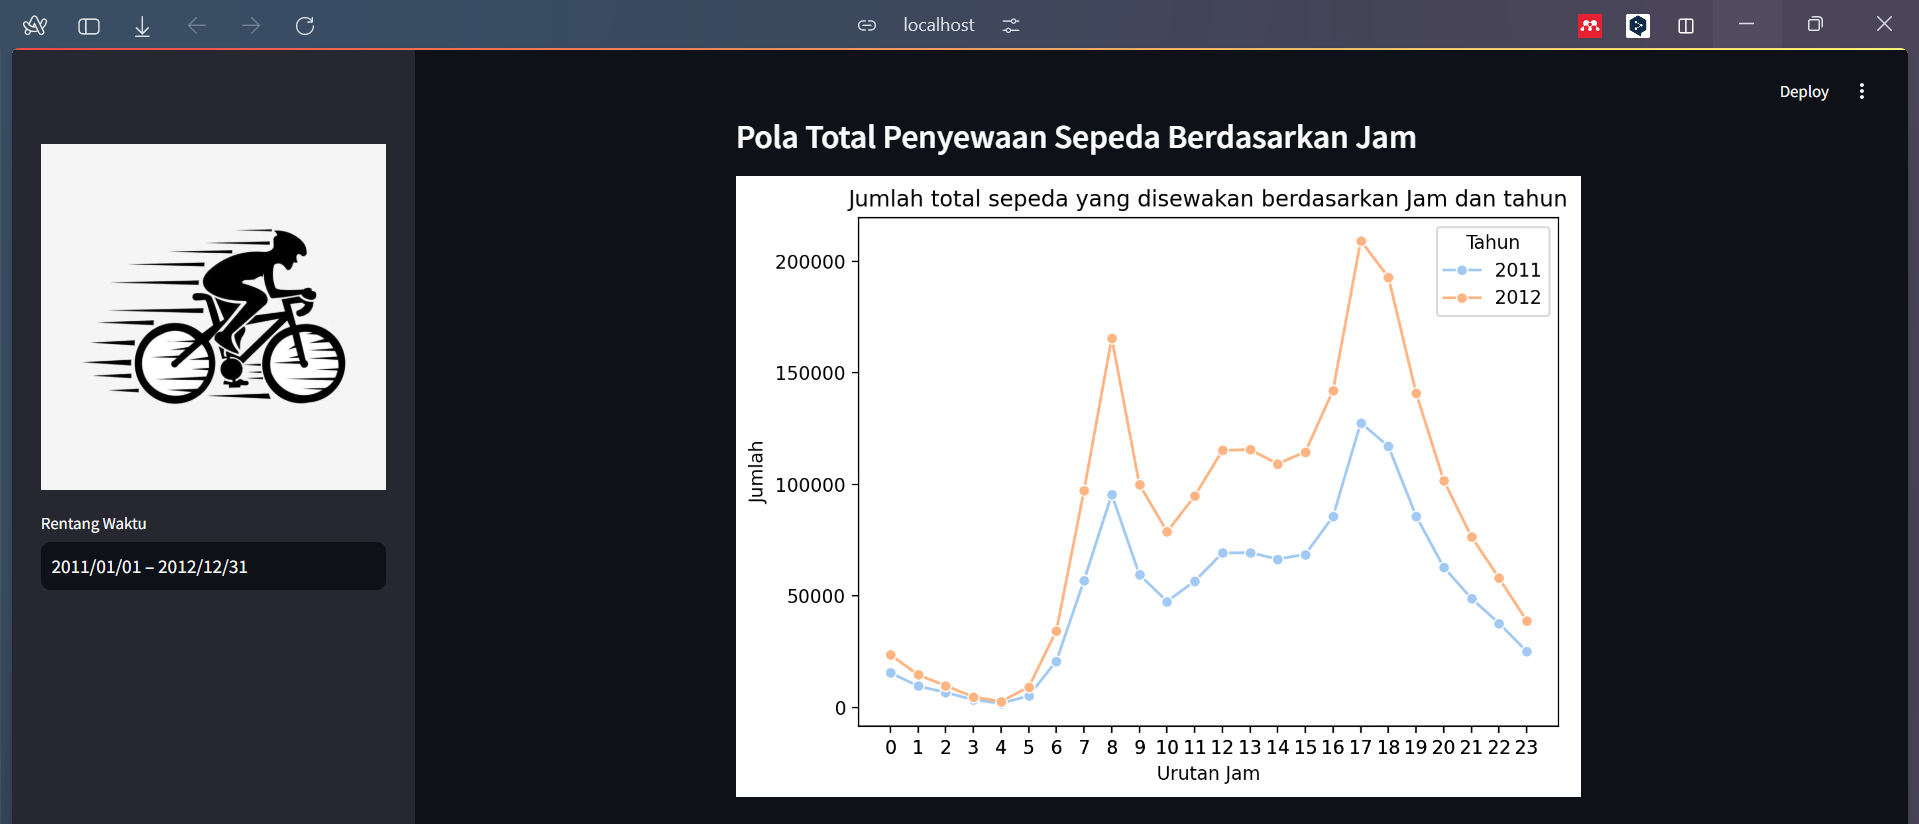 localhost
Deploy
Rentang Waktu
2011/01/01 – 2012/12/31
Pola Total Penyewaan Sepeda Berdasarkan Jam
Jumlah total sepeda yang disewakan berdasarkan Jam dan tahun
Tahun
2011
2012
200000
150000
100000
50000
0
Jumlah
0 1 2 3 4 5 6 7 8 9 10 11 12 13 14 15 16 17 18 19 20 21 22 23
Urutan Jam